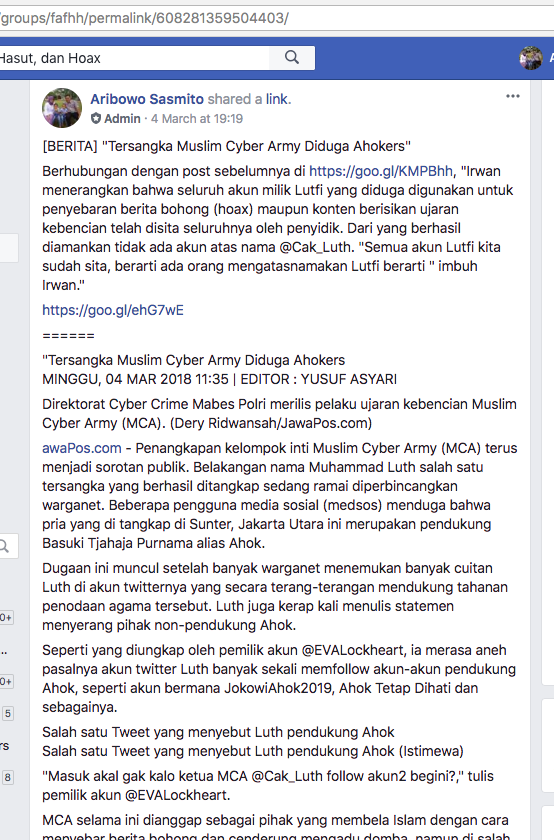 /groups/fafhh/permalink/608281359504403/
Hasut, dan Hoax
Aribowo Sasmito shared a link.
Admin · 4 March at 19:19
[BERITA] "Tersangka Muslim Cyber Army Diduga Ahokers"
Berhubungan dengan post sebelumnya di https://goo.gl/KMPBhh, "Irwan
menerangkan bahwa seluruh akun milik Lutfi yang diduga digunakan untuk
penyebaran berita bohong (hoax) maupun konten berisikan ujaran
kebencian telah disita seluruhnya oleh penyidik. Dari yang berhasil
diamankan tidak ada akun atas nama @Cak_Luth. "Semua akun Lutfi kita
sudah sita, berarti ada orang mengatasnamakan Lutfi berarti " imbuh
Irwan."
https://goo.gl/ehG7wE
======
"Tersangka Muslim Cyber Army Diduga Ahokers
MINGGU, 04 MAR 2018 11:35 | EDITOR : YUSUF ASYARI
Direktorat Cyber Crime Mabes Polri merilis pelaku ujaran kebencian Muslim
Cyber Army (MCA). (Dery Ridwansah/JawaPos.com)
awaPos.com - Penangkapan kelompok inti Muslim Cyber Army (MCA) terus
menjadi sorotan publik. Belakangan nama Muhammad Luth salah satu
tersangka yang berhasil ditangkap sedang ramai diperbincangkan
warganet. Beberapa pengguna media sosial (medsos) menduga bahwa
pria yang di tangkap di Sunter, Jakarta Utara ini merupakan pendukung
Basuki Tjahaja Purnama alias Ahok.
Dugaan ini muncul setelah banyak warganet menemukan banyak cuitan
Luth di akun twitternya yang secara terang-terangan mendukung tahanan
penodaan agama tersebut. Luth juga kerap kali menulis statemen
menyerang pihak non-pendukung Ahok.
Seperti yang diungkap oleh pemilik akun @EVALockheart, ia merasa aneh
pasalnya akun twitter Luth banyak sekali memfollow akun-akun pendukung
Ahok, seperti akun bermana JokowiAhok2019, Ahok Tetap Dihati dan
sebagainya.
Salah satu Tweet yang menyebut Luth pendukung Ahok
Salah satu Tweet yang menyebut Luth pendukung Ahok (Istimewa)
"Masuk akal gak kalo ketua MCA @Cak_Luth follow akun2 begini?," tulis
pemilik akun @EVALockheart.
MCA selama ini dianggap sebagai pihak yang membela Islam dengan cara
menyebar berita bohong dan cenderung mengadu domba, namun di salah
0+
...
0+
5
rs
8